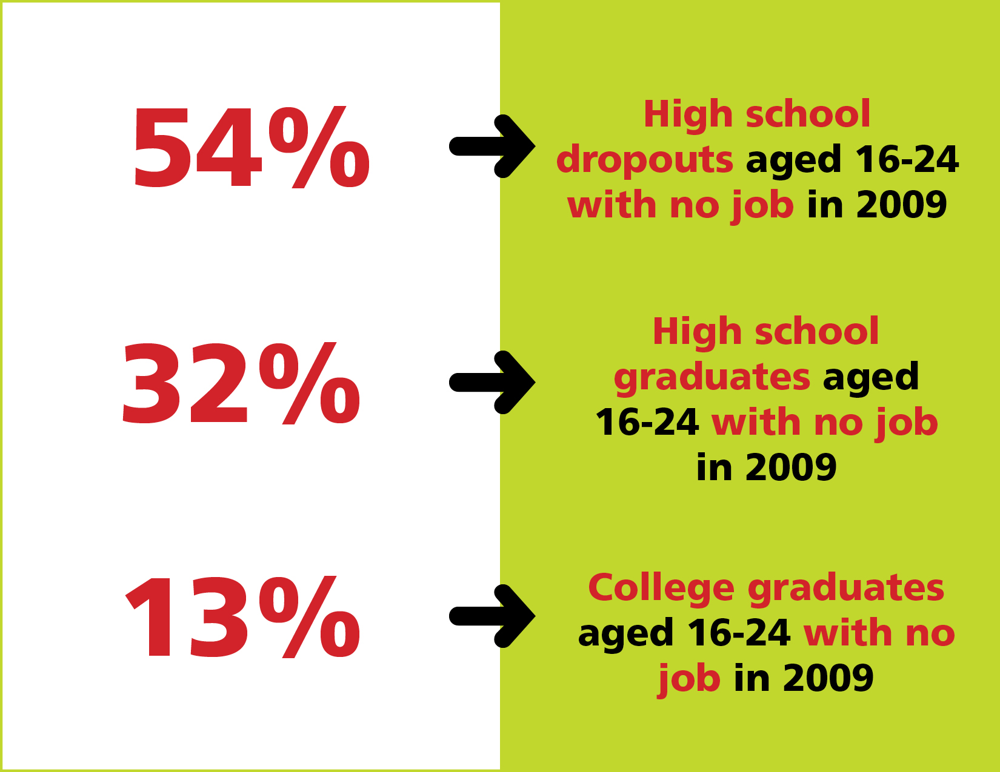 54%
High school
dropouts aged 16-24
with no job in 2009
32%
High school
graduates aged
16-24 with no job
in 2009
13%
College graduates
aged 16-24 with no
job in 2009